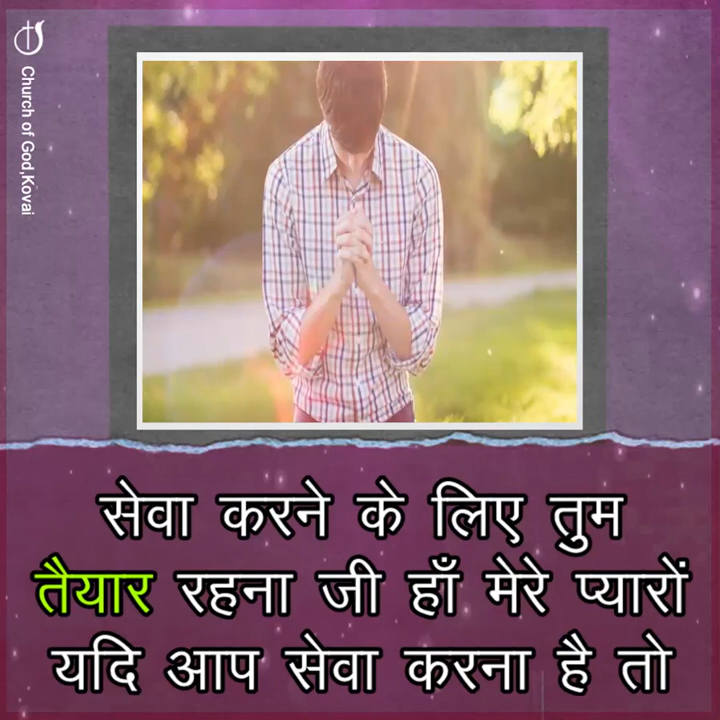 Church of God,Kovai
सेवा करने के लिए तुम
तैयार रहना जी हाँ मेरे प्यारों
यदि आप सेवा करना है तो